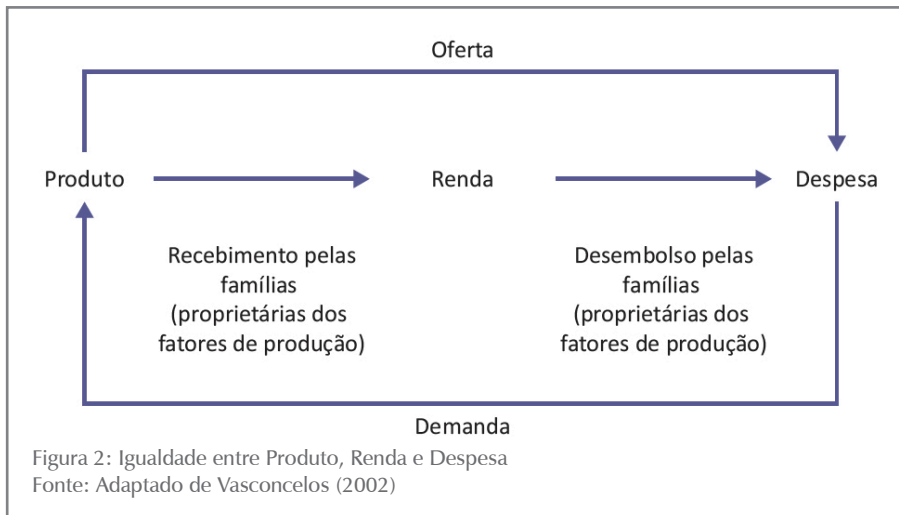 Oferta
Produto
Renda
Despesa
Recebimento pelas
famílias
(proprietárias dos
fatores de produção)
Desembolso pelas
famílias
(proprietárias dos
fatores de produção)
Demanda
Figura 2: Igualdade entre Produto, Renda e Despesa
Fonte: Adaptado de Vasconcelos (2002)